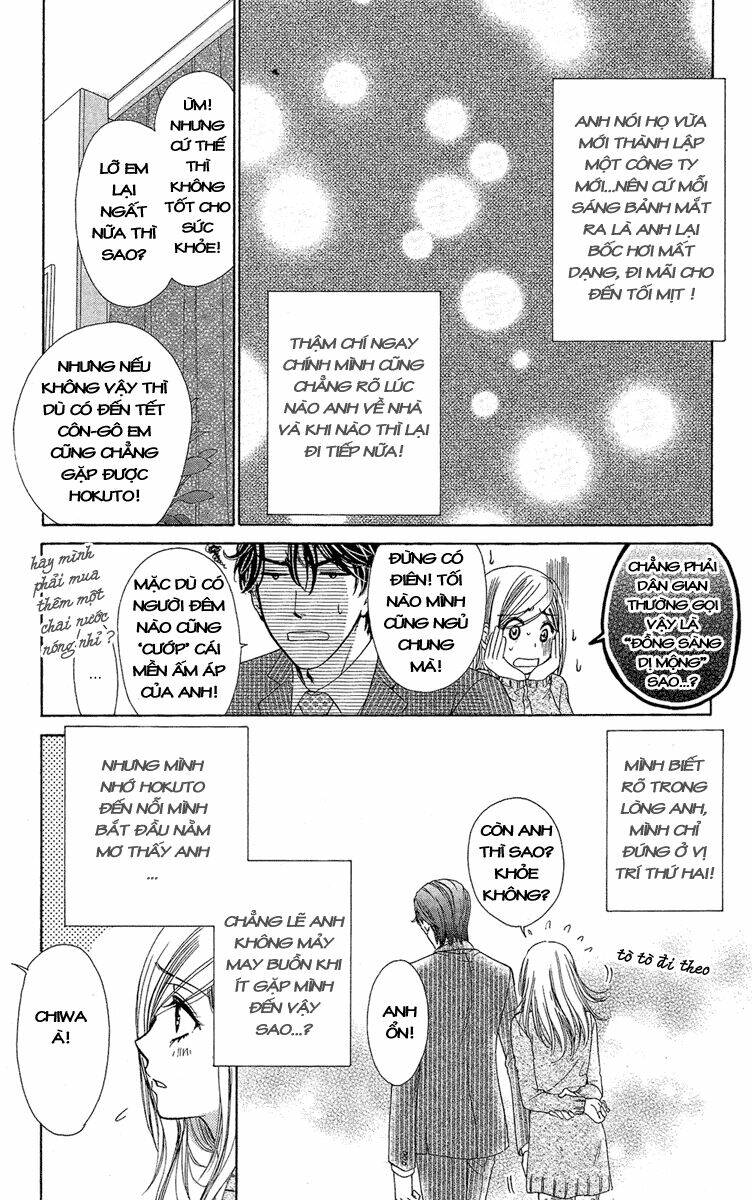 ANH NÓI HỌ VỪA
MỚI THÀNH LẬP
MỘT CÔNG TY
MỚI...NÊN CỨ MỖI
SÁNG BẢNH MẮT
RA LÀ ANH LẠI
BỐC HƠI MẤT
DẠNG, ĐI MÃI CHO
ĐẾN TỐI MỊT !
THẬM CHÍ NGAY
CHÍNH MÌNH CŨNG
CHẲNG RÕ LÚC
NÀO ANH VỀ NHÀ
VÀ KHI NÀO THÌ LẠI
ĐI TIẾP NỮA!
ỪM!
NHƯNG
CỨ THẾ
THÌ
KHÔNG
TỐT CHO
SỨC
KHỎE!
LỠ EM
LẠI
NGẤT
NỮA THÌ
SAO?
NHƯNG NẾU
KHÔNG VẬY THÌ
DÙ CÓ ĐẾN TẾT
CÔN-GÔ EM
CŨNG CHẲNG
GẶP ĐƯỢC
HOKUTO!
CHẲNG PHẢI
DÂN GIAN
THƯỜNG GỌI
VẬY LÀ
"ĐỒNG SÀNG
DỊ MỘNG"
SAO...?
ĐỪNG CÓ
ĐIÊN! TỐI
NÀO MÌNH
CŨNG NGỦ
CHUNG
MÀ!
MẶC DÙ CÓ
NGƯỜI ĐÊM
NÀO CŨNG
"CƯỚP" CÁI
MỀN ẤM ÁP
CỦA ANH!
...
hay mình
phải mua
thêm một
chai nước
nóng nhỉ ?
MÌNH BIẾT
RÕ TRONG
LÒNG ANH,
MÌNH CHỈ
ĐỨNG Ở VỊ
TRÍ THỨ HAI!
CÒN ANH
THÌ SAO?
KHỎE
KHÔNG?
tò tò đi theo
ANH
ỔN!
NHƯNG MÌNH
NHỚ HOKUTO
ĐẾN NỖI MÌNH
BẮT ĐẦU NẰM
MƠ THẤY ANH
...
CHẲNG LẼ ANH
KHÔNG MẢY
MAY BUỒN KHI
ÍT GẶP MÌNH
ĐẾN VẬY
SAO...?
CHIWA
À!